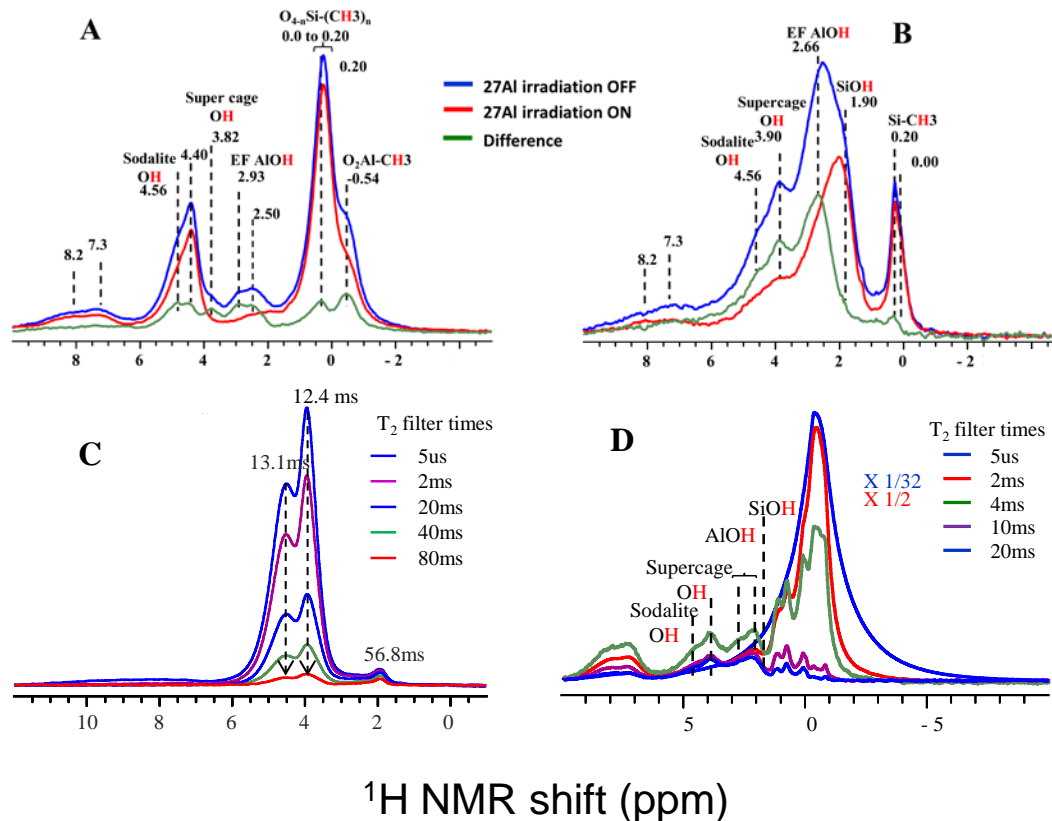 A
O₄₋ₙSi-(CH3)ₙ
0.0 to 0.20
0.20
Super cage
OH
3.82
Sodalite
OH
4.56
4.40
EF AlOH
2.93
2.50
O₂Al-CH3
-0.54
8.2
7.3
8
6
4
2
0
- 2
27Al irradiation OFF
27Al irradiation ON
Difference
B
EF AlOH
2.66
SiOH
1.90
Supercage
OH
3.90
Si-CH3
0.20
0.00
Sodalite
OH
4.56
8.2
7.3
8
6
4
2
0
- 2
C
12.4 ms
13.1ms
T₂ filter times
5us
2ms
20ms
40ms
80ms
56.8ms
10
8
6
4
2
0
D
T₂ filter times
5us
2ms
4ms
10ms
20ms
X 1/32
X 1/2
SiOH
AlOH
Supercage
OH
Sodalite
OH
5
0
- 5
¹H NMR shift (ppm)